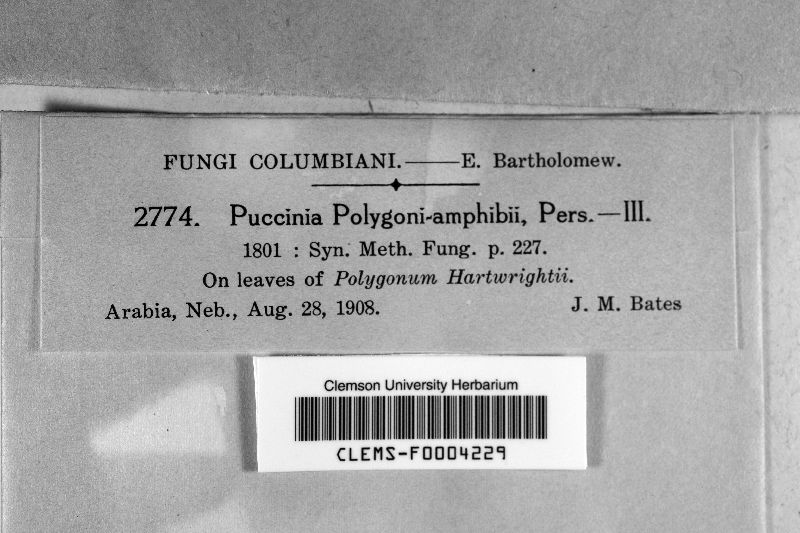 FUNGI COLUMBIANI.——E. Bartholomew.
2774. Puccinia Polygoni-amphibii, Pers.—III.
1801 : Syn. Meth. Fung. p. 227.
On leaves of Polygonum Hartwrightii.
Arabia, Neb., Aug. 28, 1908. J. M. Bates
Clemson University Herbarium
CLEMS-F0004229